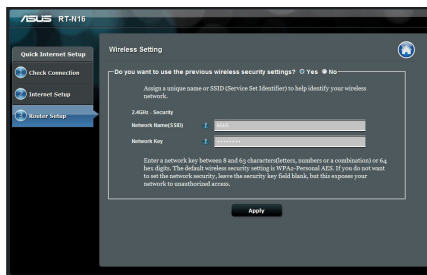 ASUS RT-N16
Quick Internet Setup
Wireless Setting
Check Connection
Internet Setup
Router Setup
Do you want to use the previous wireless security settings? Yes No
Assign a unique name or SSID (Service Set Identifier) to help identify your wireless
network.
2.4GHz - Security
Network Name(SSID)
Network Key
Enter a network key between 8 and 63 characters(letters, numbers or a combination) or 64
hex digits. The default wireless security setting is WPA2-Personal AES. If you do not want
to set the network security, leave the security key field blank, but this exposes your
network to unauthorized access.
Apply